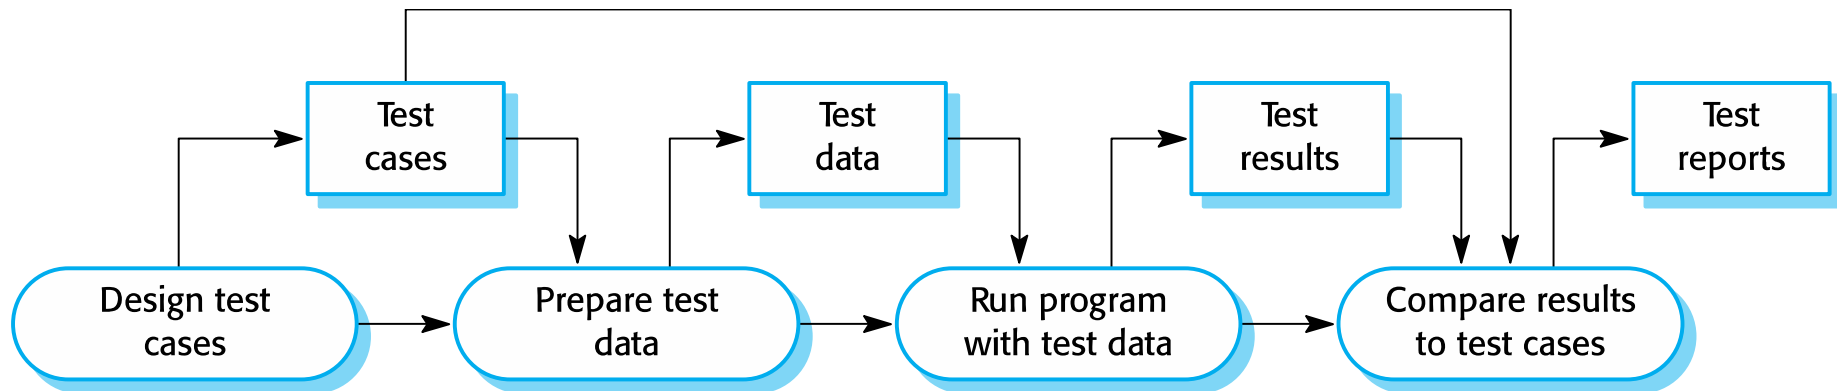 Test
cases
Test
data
Test
results
Test
reports
Design test
cases
Prepare test
data
Run program
with test data
Compare results
to test cases